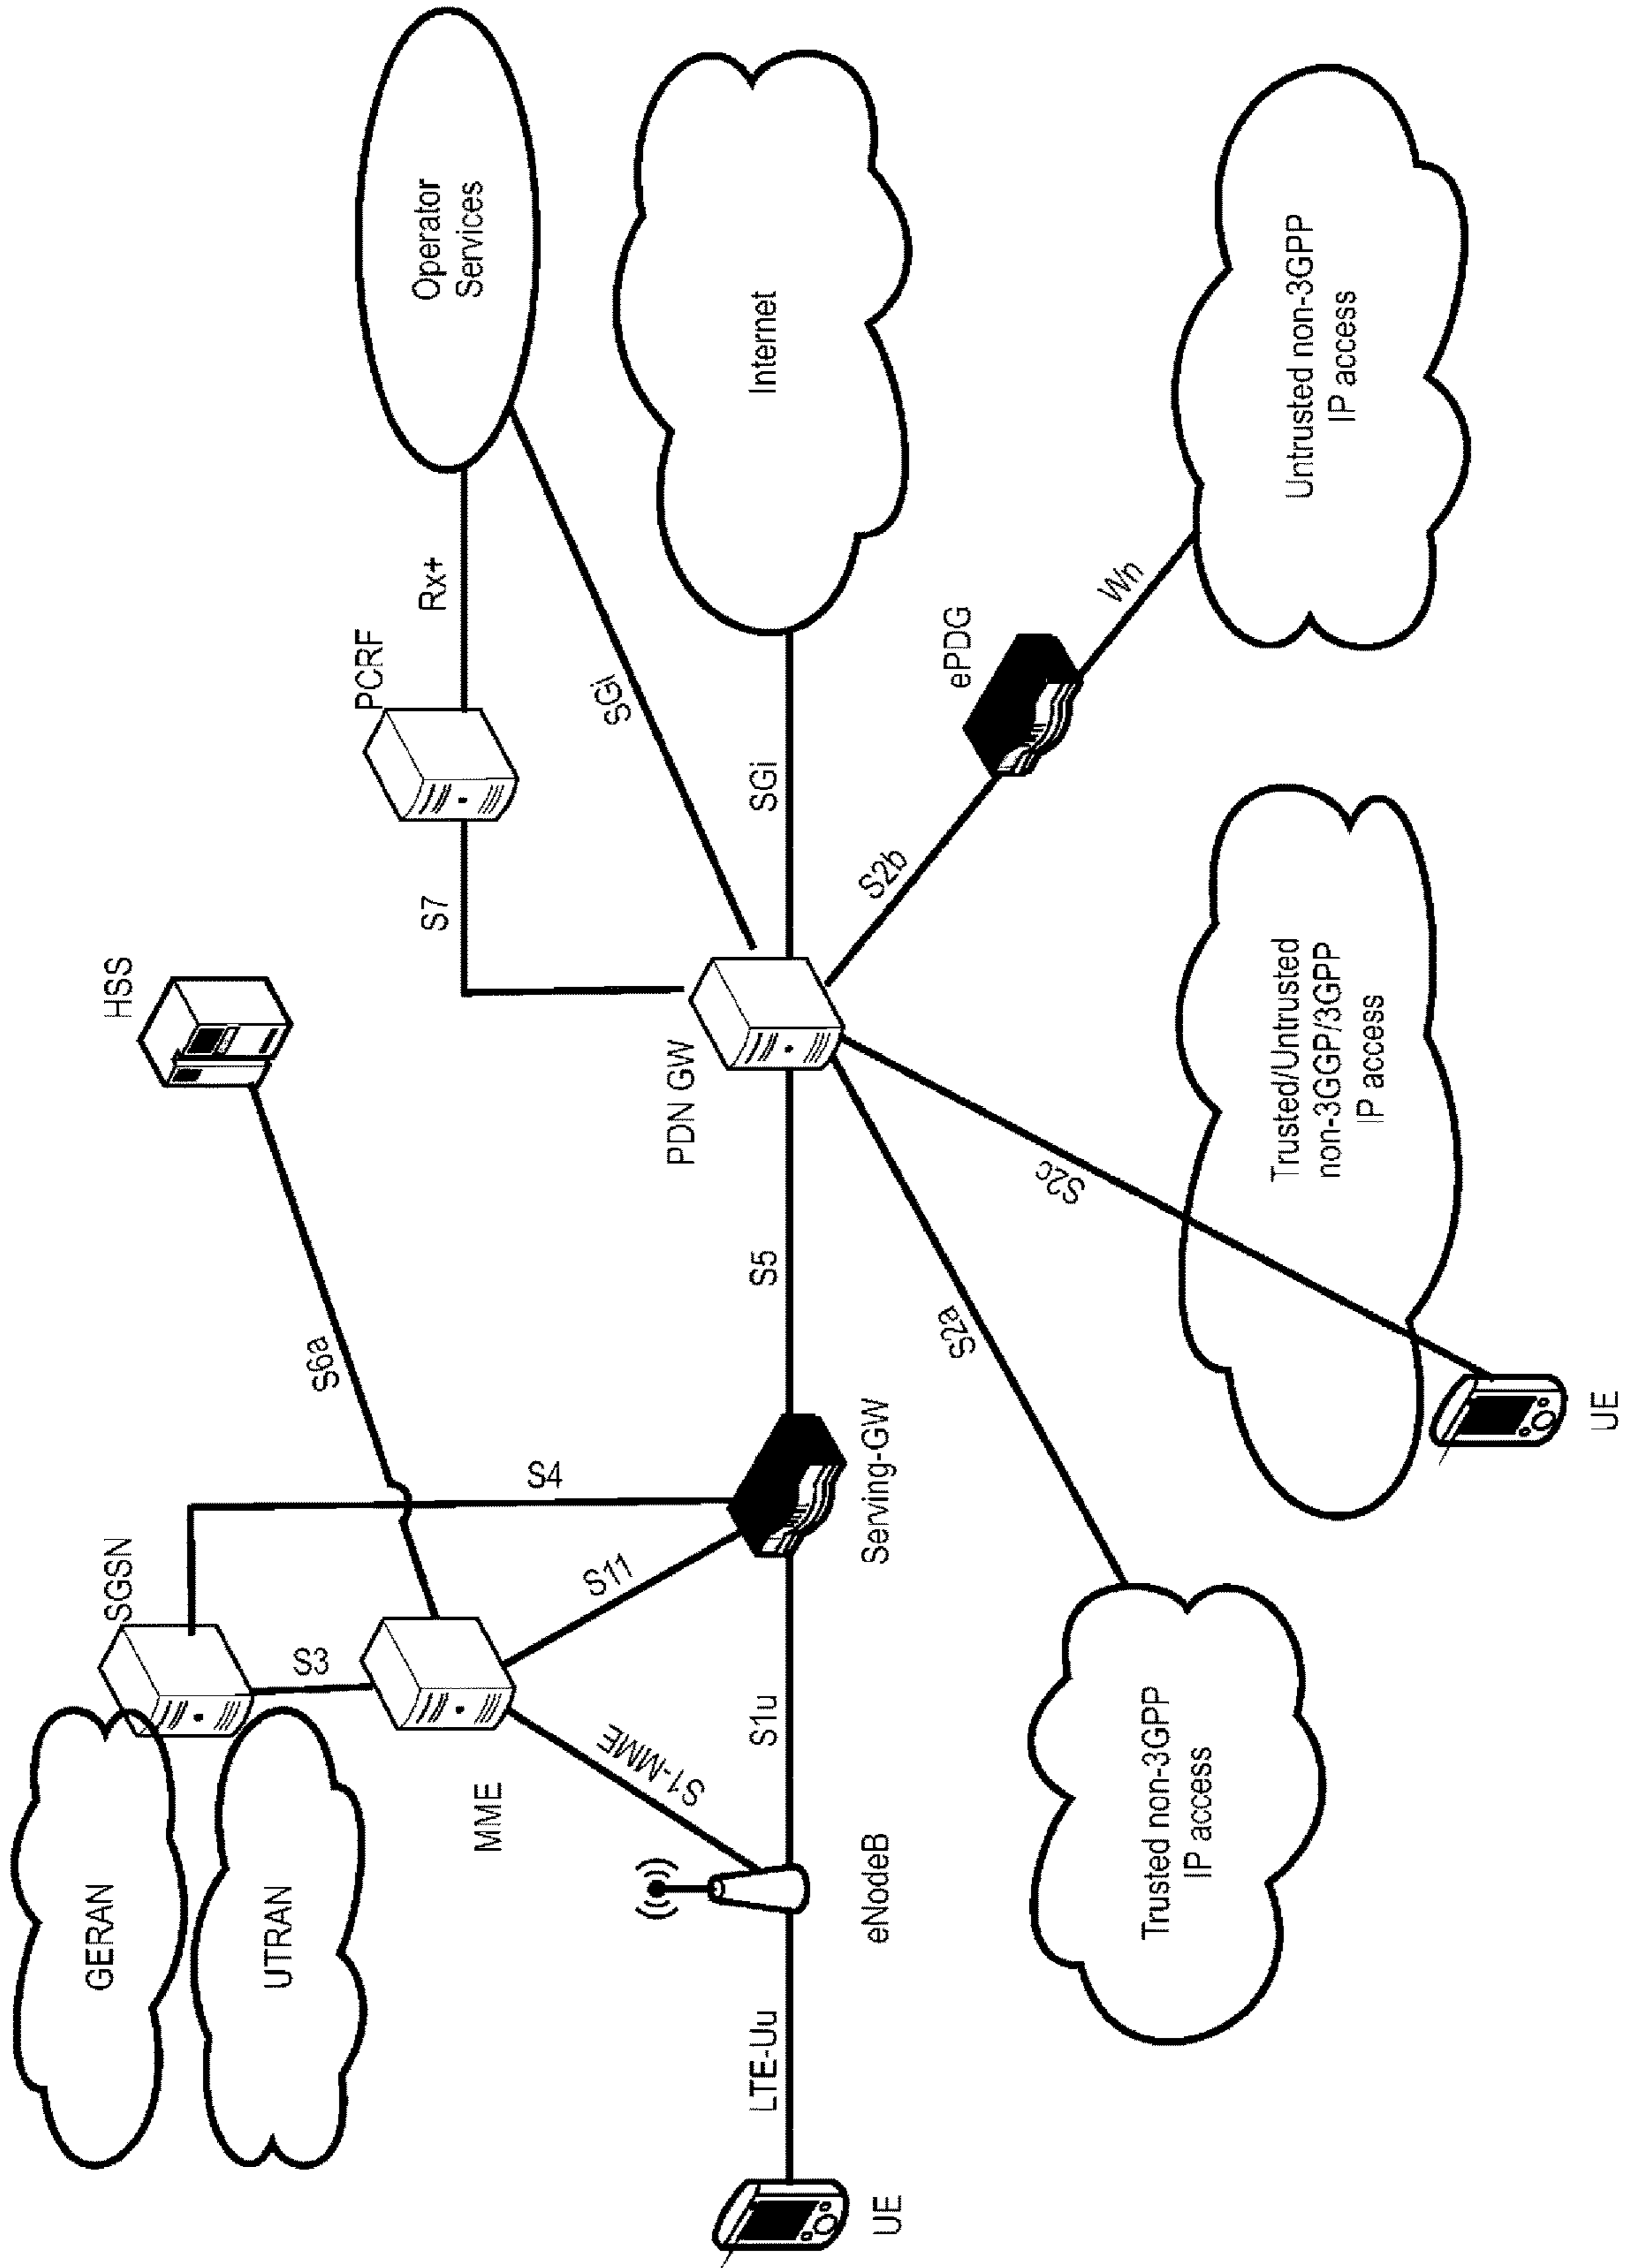 GERAN
UTRAN
SGSN
HSS
S3
S4
S6a
MME
S11
S7
PCRF
Rx+
Operator
Services
S1-MME
SGi
UE
LTE-Uu
eNodeB
S1u
Serving-GW
S5
PDN GW
SGi
Internet
S2a
S2c
S2b
ePDG
Wn
Trusted non-3GPP
IP access
Trusted/Untrusted
non-3GGP/3GPP
IP access
Untrusted non-3GPP
IP access
UE